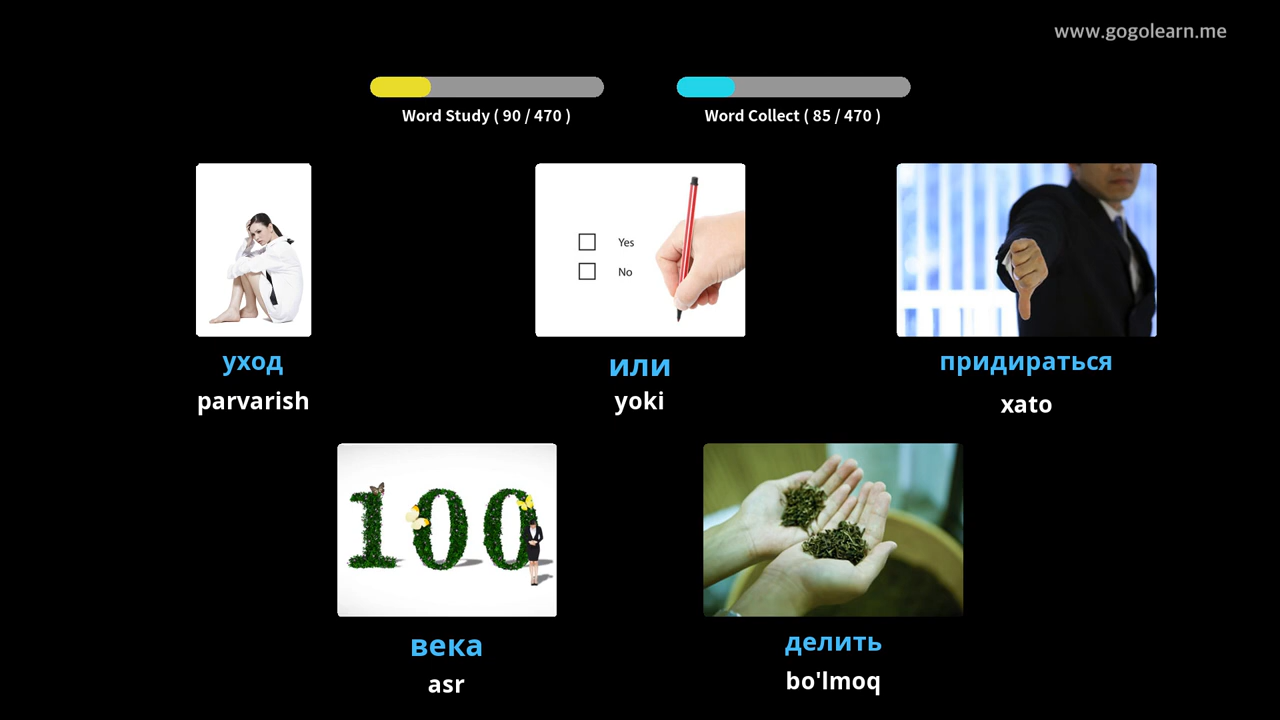 www.gogolearn.me
Word Study ( 90 / 470 )
Word Collect ( 85 / 470 )
Yes
No
уход
parvarish
или
yoki
придираться
xato
100
века
asr
делить
bo'lmoq